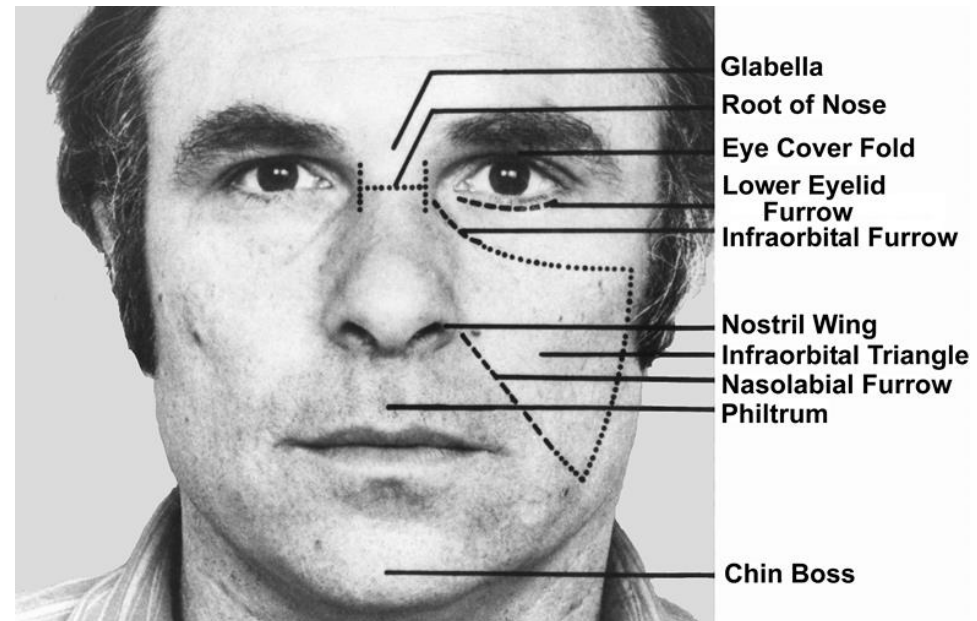 Glabella
Root of Nose
Eye Cover Fold
Lower Eyelid
Furrow
Infraorbital Furrow
Nostril Wing
Infraorbital Triangle
Nasolabial Furrow
Philtrum
Chin Boss